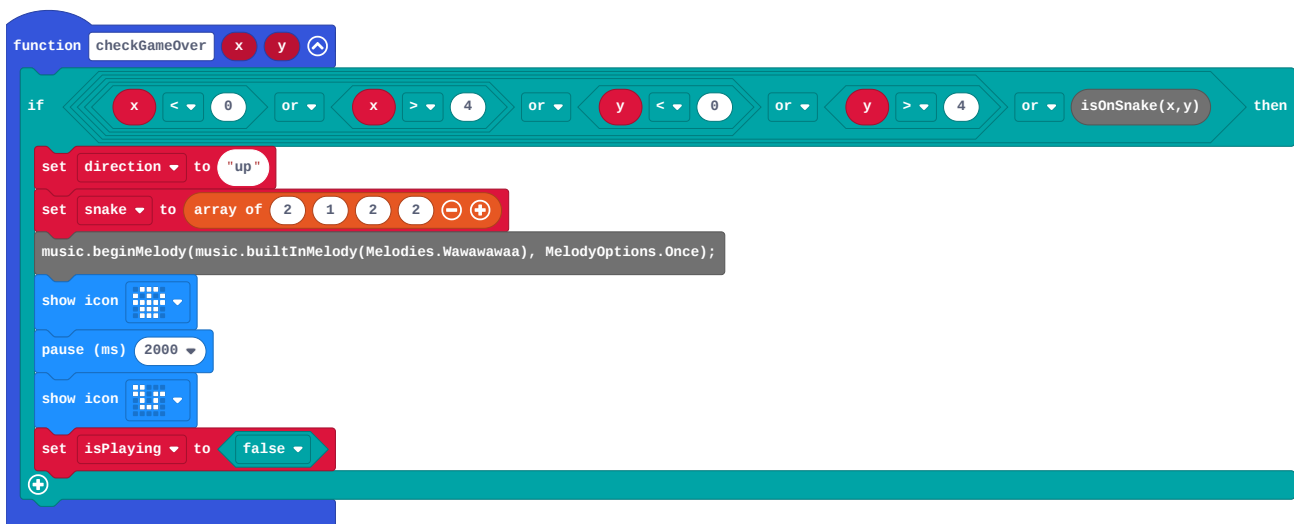 function checkGameOver x y
if x < 0 or x > 4 or y < 0 or y > 4 or isOnSnake(x,y) then
set direction to "up"
set snake to array of 2 1 2 2
music.beginMelody(music.builtInMelody(Melodies.Wawawawaa), MelodyOptions.Once);
show icon
pause (ms) 2000
show icon
set isPlaying to false